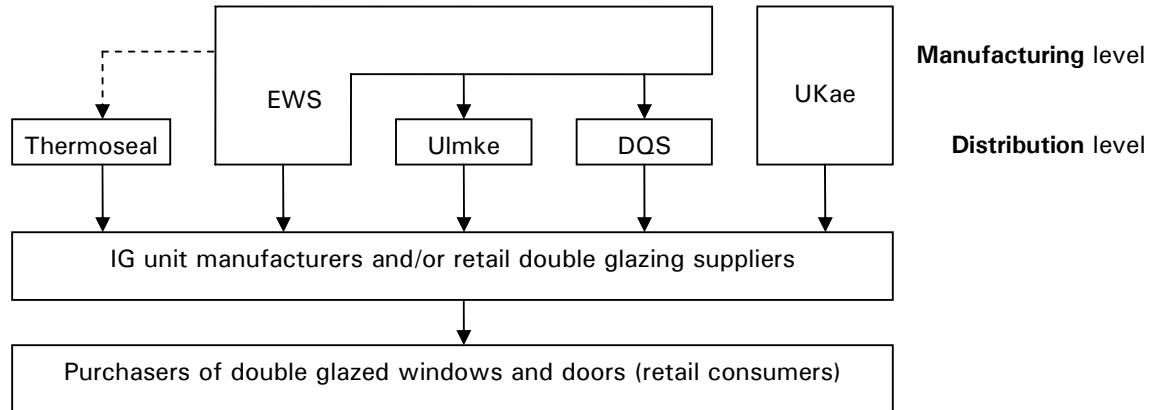 Manufacturing level
EWS
UKae
Thermoseal
Ulmke
DQS
Distribution level
IG unit manufacturers and/or retail double glazing suppliers
Purchasers of double glazed windows and doors (retail consumers)